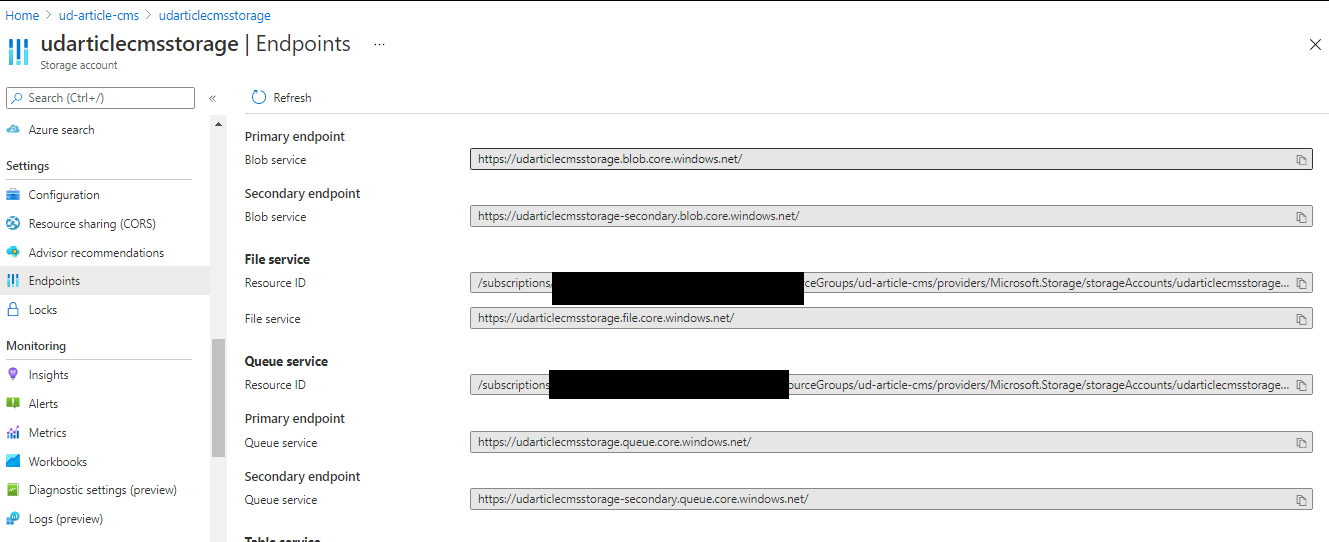 Home > ud-article-cms > udarticlecmsstorage
udarticlecmsstorage | Endpoints ...
Storage account
Search (Ctrl+/)
«
Refresh
Azure search
Settings
Configuration
Resource sharing (CORS)
Advisor recommendations
Endpoints
Locks
Monitoring
Insights
Alerts
Metrics
Workbooks
Diagnostic settings (preview)
Logs (preview)
Primary endpoint
Blob service https://udarticlecmsstorage.blob.core.windows.net/
Secondary endpoint
Blob service https://udarticlecmsstorage-secondary.blob.core.windows.net/
File service
Resource ID /subscriptions/ rceGroups/ud-article-cms/providers/Microsoft.Storage/storageAccounts/udarticlecmsstorage...
File service https://udarticlecmsstorage.file.core.windows.net/
Queue service
Resource ID /subscriptions ourceGroups/ud-article-cms/providers/Microsoft.Storage/storageAccounts/udarticlecmsstorage...
Primary endpoint
Queue service https://udarticlecmsstorage.queue.core.windows.net/
Secondary endpoint
Queue service https://udarticlecmsstorage-secondary.queue.core.windows.net/
Table service